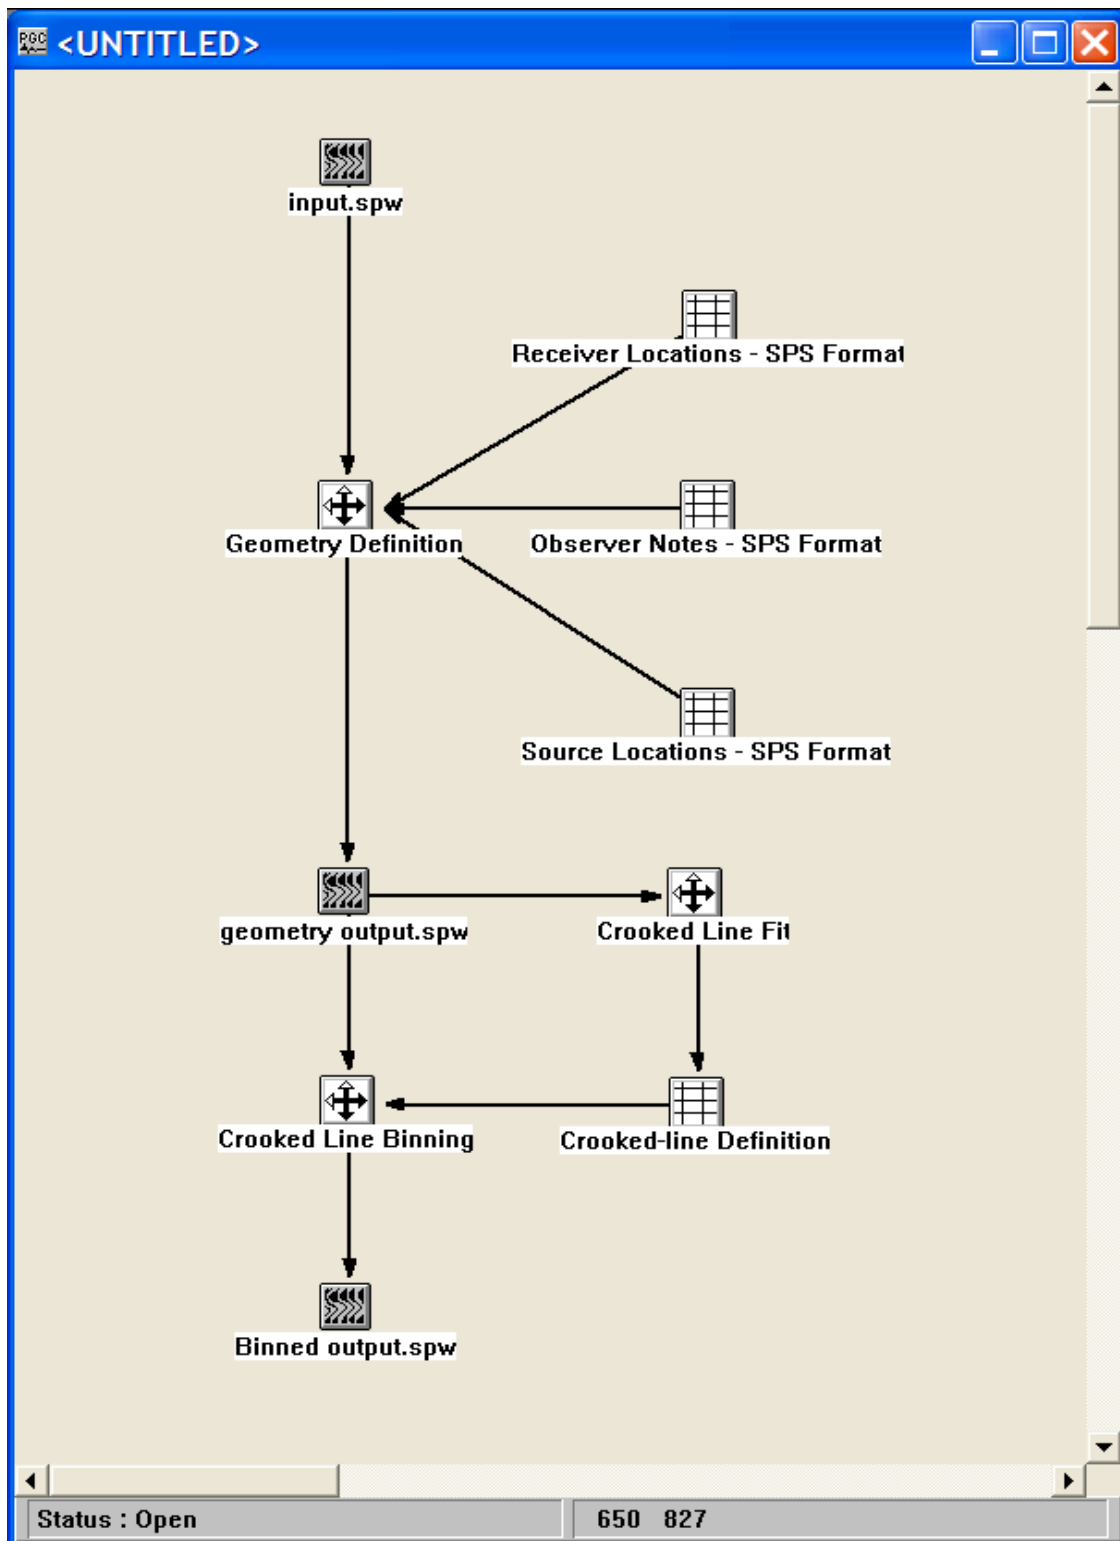 PGC <UNTITLED>
input.spw
Receiver Locations - SPS Format
Geometry Definition
Observer Notes - SPS Format
Source Locations - SPS Format
geometry output.spw
Crooked Line Fit
Crooked Line Binning
Crooked-line Definition
Binned output.spw
Status : Open
650 827